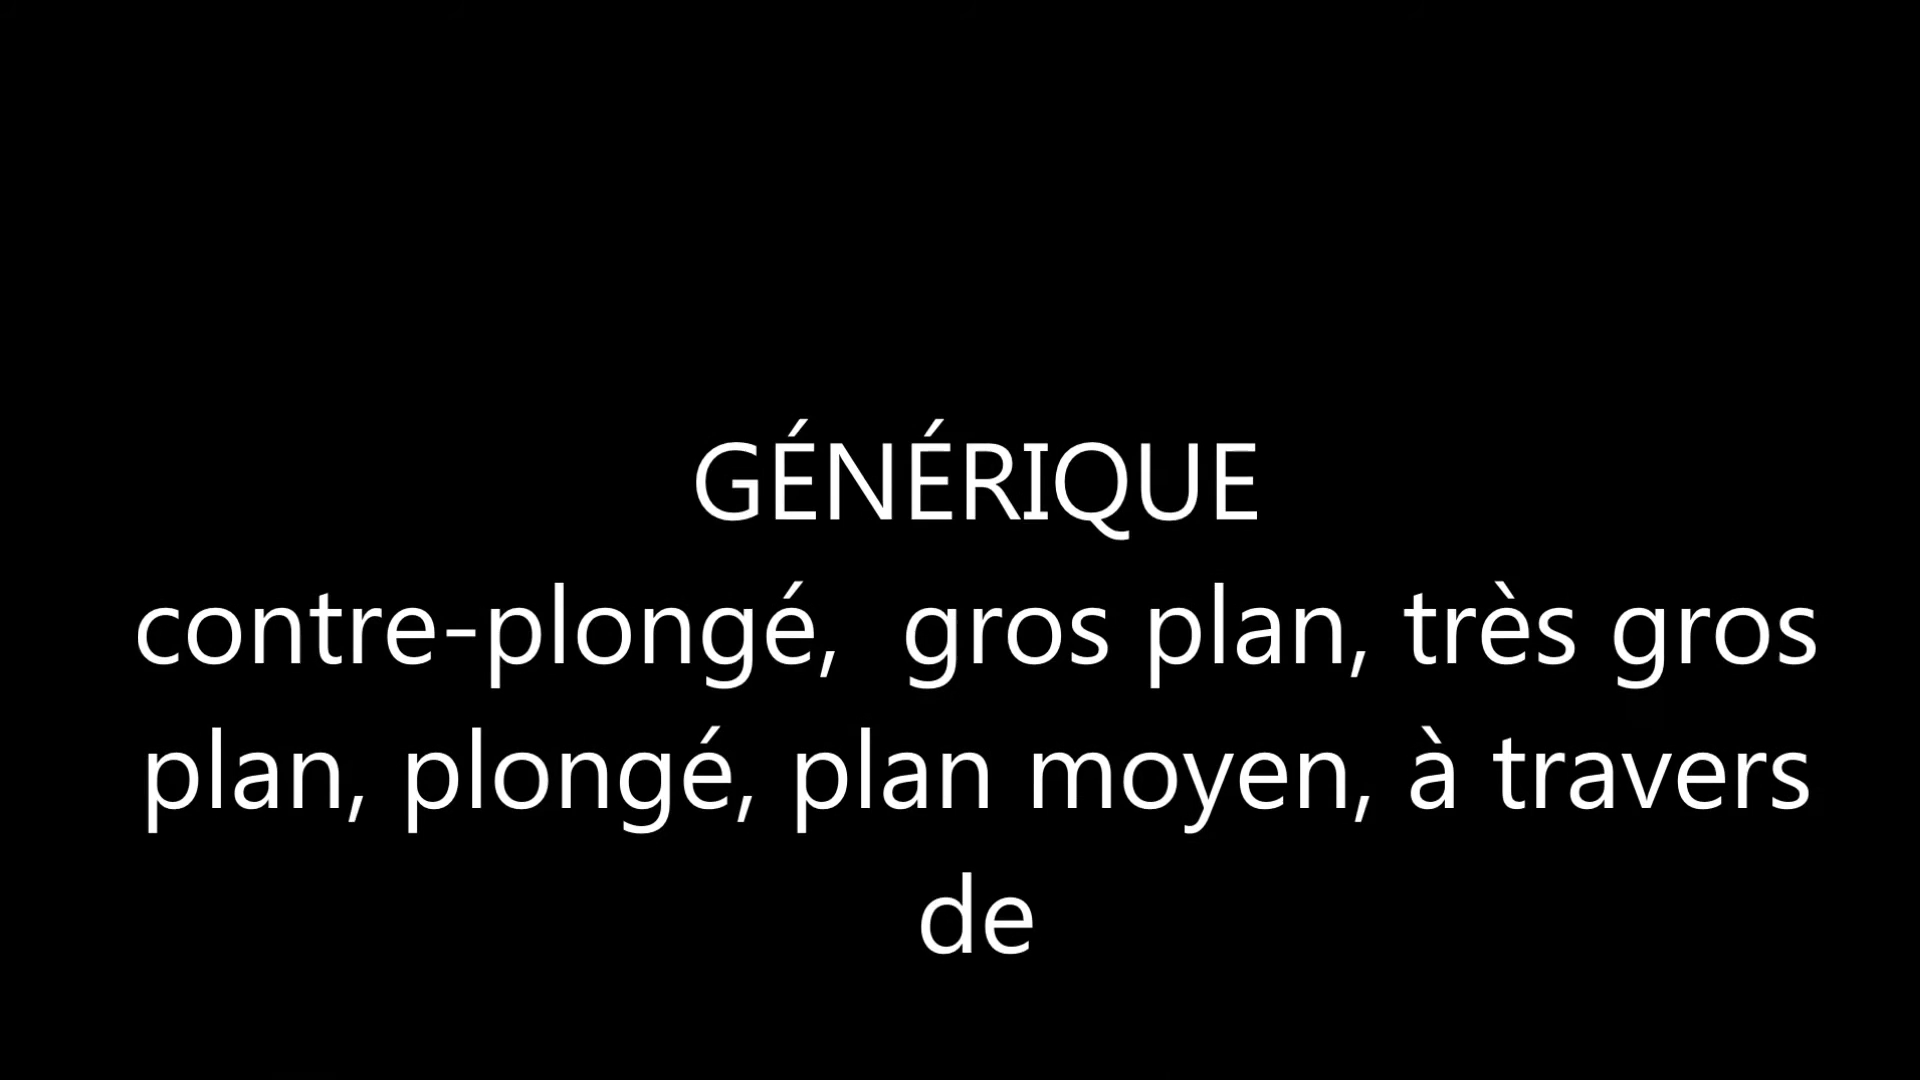 GÉNÉRIQUE
contre-plongé,  gros plan, très gros
plan, plongé, plan moyen, à travers
de